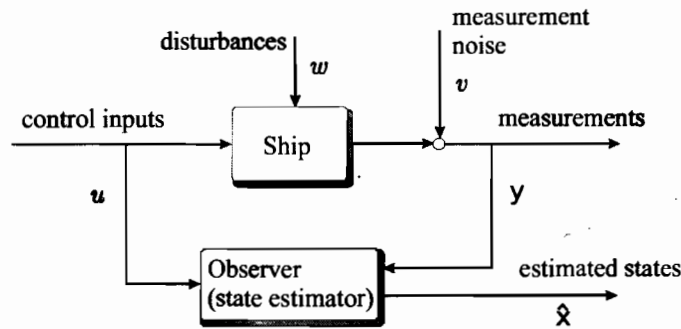 measurement
noise
disturbances
w
v
control inputs
Ship
measurements
u
y
Observer
(state estimator)
estimated states
x̂